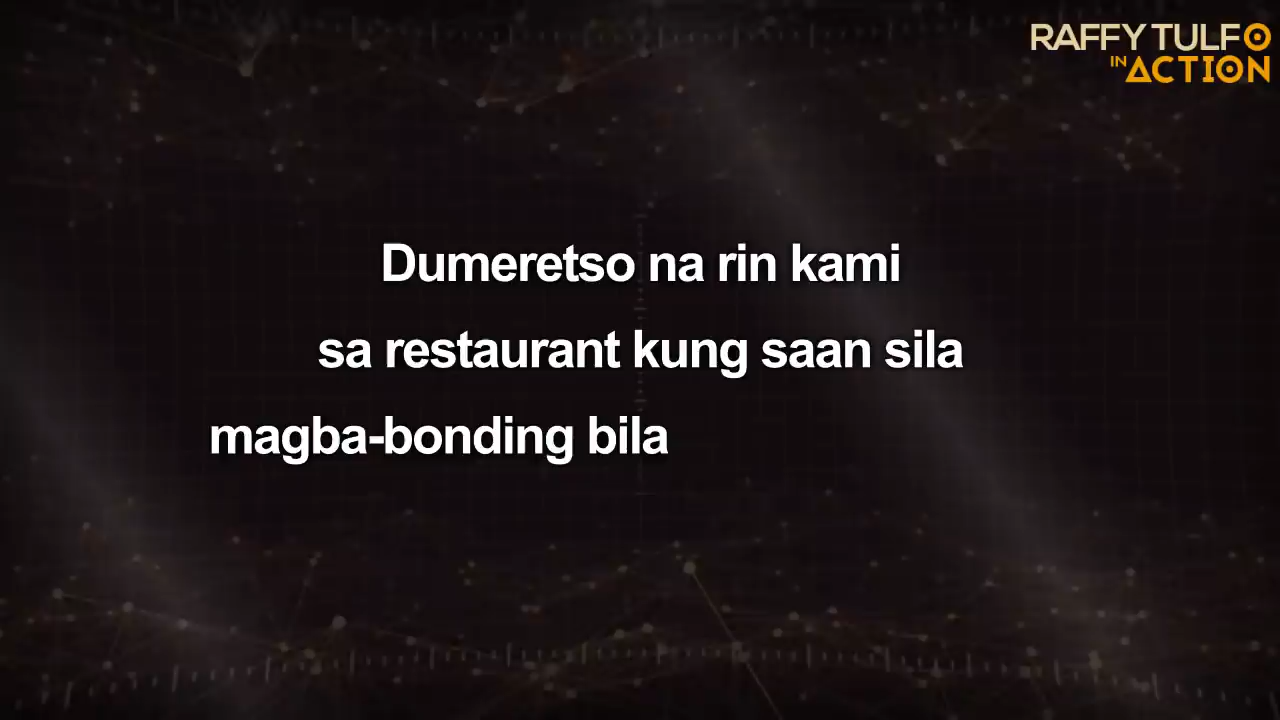 RAFFY TULFO
IN ACTION
Dumeretso na rin kami
sa restaurant kung saan sila
magba-bonding bila